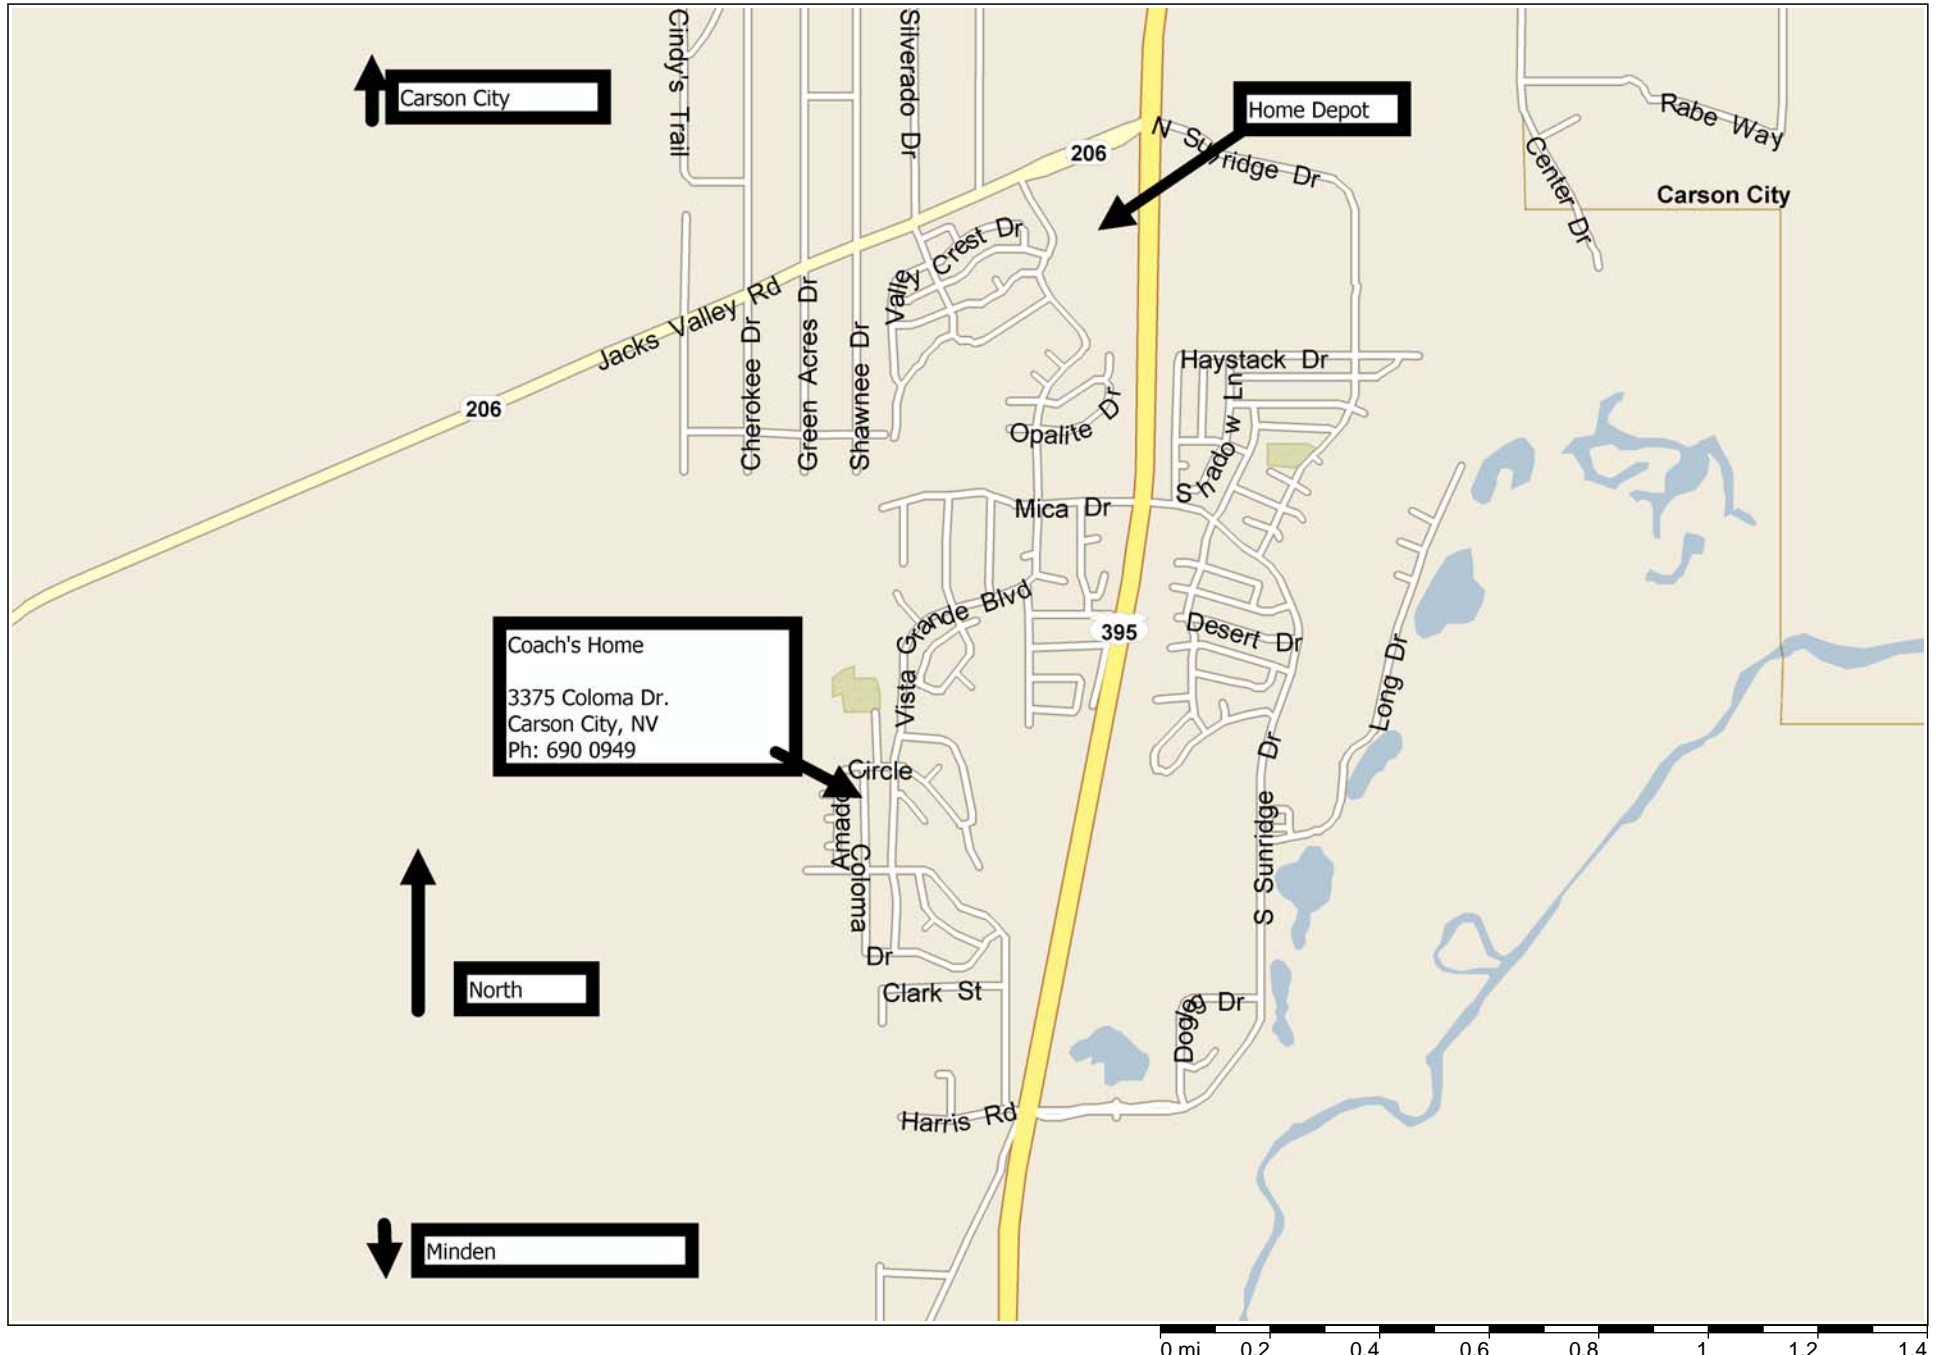 Cindy's Trail
Silverado Dr
Carson City
Home Depot
206
N Sunridge Dr
Rabe Way
Center Dr
Carson City
Valley Crest Dr
Jacks Valley Rd
Cherokee Dr
Green Acres Dr
Shawnee Dr
206
Haystack Dr
Shadow Ln
Opalite Dr
Mica Dr
Vista Grande Blvd
395
Desert Dr
Long Dr
Coach's Home
3375 Coloma Dr.
Carson City, NV
Ph: 690 0949
Amador Circle
Coloma Dr
S Sunridge Dr
Clark St
North
Dogleg Dr
Harris Rd
Minden
0 mi 0.2 0.4 0.6 0.8 1 1.2 1.4